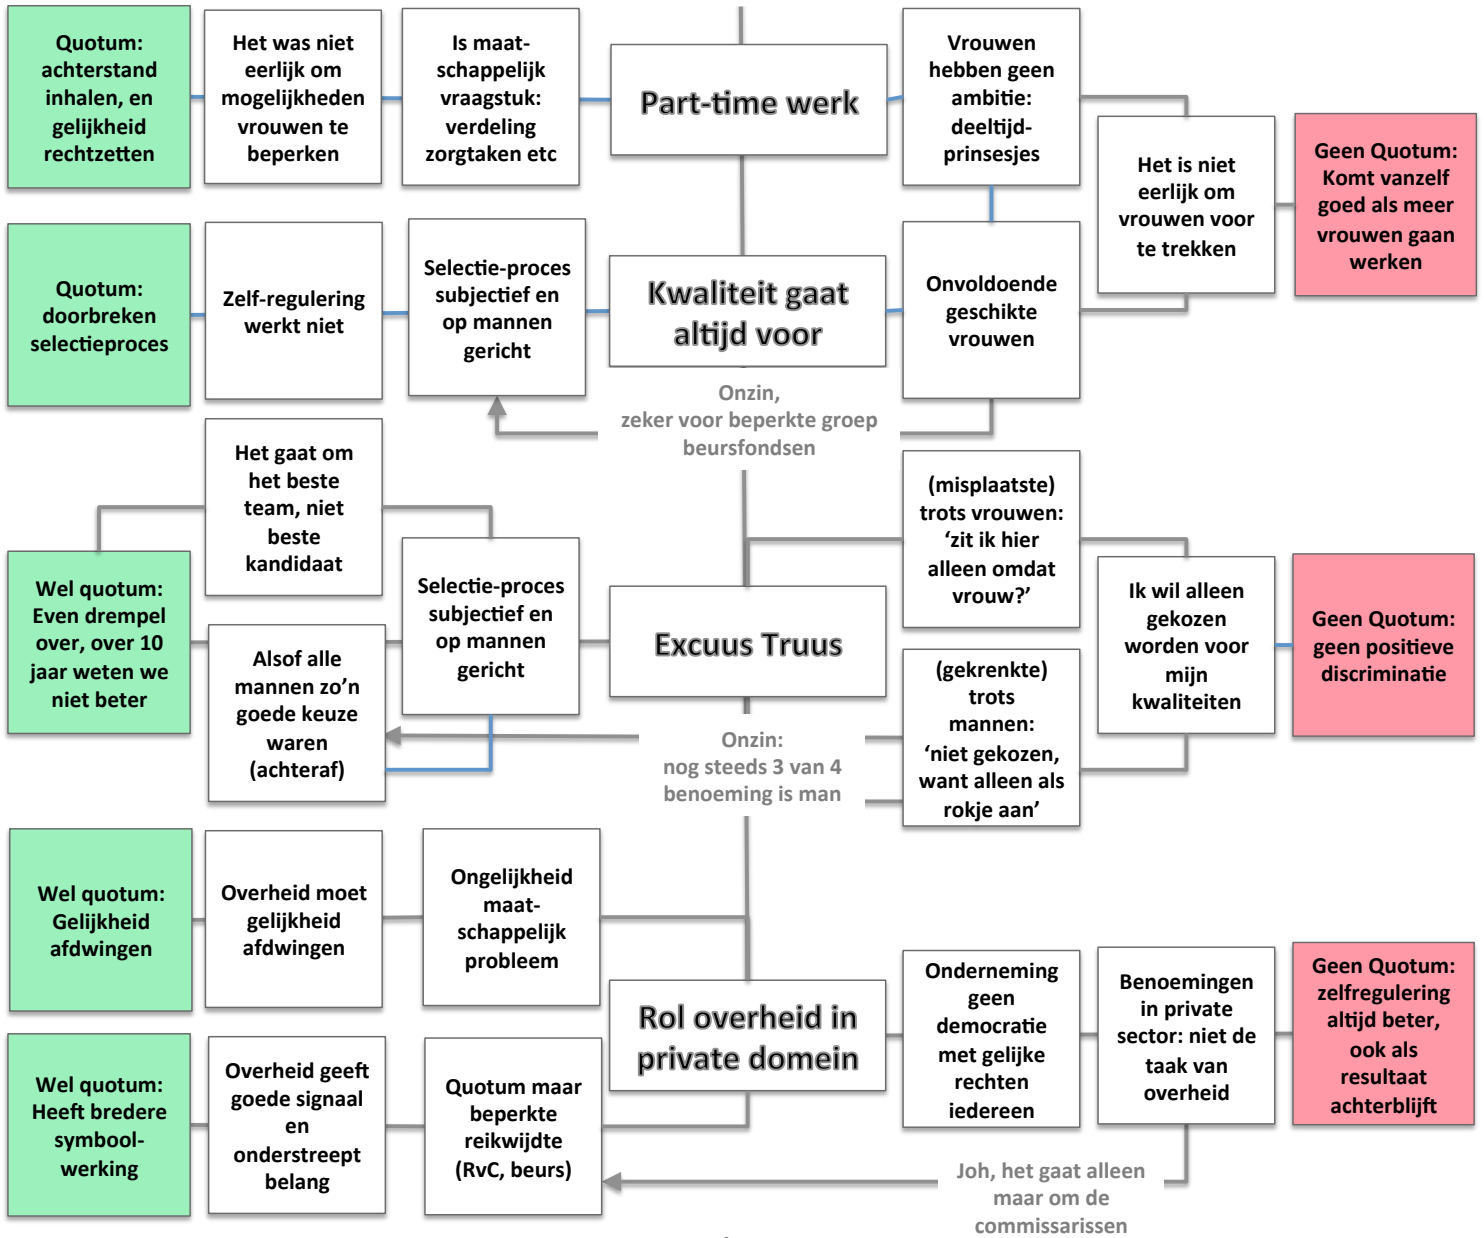 Quotum:
achterstand
inhalen, en
gelijkheid
rechtzetten
Het was niet
eerlijk om
mogelijkheden
vrouwen te
beperken
Is maat-
schappelijk
vraagstuk:
verdeling
zorgtaken etc
Part-time werk
Vrouwen
hebben geen
ambitie:
deeltijd-
prinsesjes
Het is niet
eerlijk om
vrouwen voor
te trekken
Geen Quotum:
Komt vanzelf
goed als meer
vrouwen gaan
werken
Quotum:
doorbreken
selectieproces
Zelf-regulering
werkt niet
Selectie-proces
subjectief en
op mannen
gericht
Kwaliteit gaat
altijd voor
Onvoldoende
geschikte
vrouwen
Onzin,
zeker voor beperkte groep
beursfondsen
Het gaat om
het beste
team, niet
beste
kandidaat
Wel quotum:
Even drempel
over, over 10
jaar weten we
niet beter
Alsof alle
mannen zo’n
goede keuze
waren
(achteraf)
Selectie-proces
subjectief en
op mannen
gericht
Excuus Truus
(misplaatste)
trots vrouwen:
‘zit ik hier
alleen omdat
vrouw?’
(gekrenkte)
trots
mannen:
‘niet gekozen,
want alleen als
rokje aan’
Ik wil alleen
gekozen
worden voor
mijn
kwaliteiten
Geen Quotum:
geen positieve
discriminatie
Onzin:
nog steeds 3 van 4
benoeming is man
Wel quotum:
Gelijkheid
afdwingen
Overheid moet
gelijkheid
afdwingen
Ongelijkheid
maat-
schappelijk
probleem
Rol overheid in
private domein
Onderneming
geen
democratie
met gelijke
rechten
iedereen
Benoemingen
in private
sector: niet de
taak van
overheid
Geen Quotum:
zelfregulering
altijd beter,
ook als
resultaat
achterblijft
Wel quotum:
Heeft bredere
symbool-
werking
Overheid geeft
goede signaal
en
onderstreept
belang
Quotum maar
beperkte
reikwijdte
(RvC, beurs)
Joh, het gaat alleen
maar om de
commissarissen